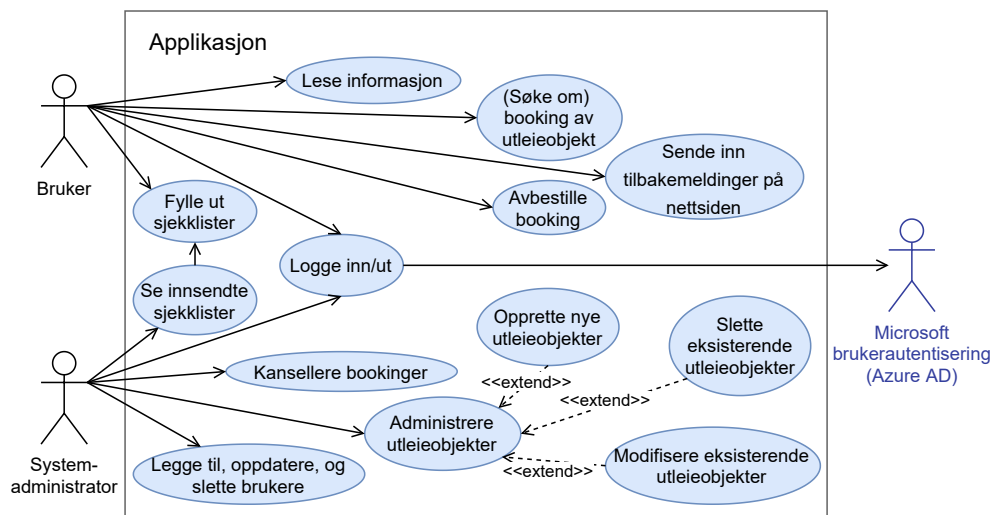 Applikasjon
Lese informasjon
(Søke om)
booking av
utleieobjekt
Sende inn
tilbakemeldinger på
nettsiden
Bruker
Fylle ut
sjekklister
Avbestille
booking
Logge inn/ut
Se innsendte
sjekklister
Microsoft
brukerautentisering
(Azure AD)
Opprette nye
utleieobjekter
Slette
eksisterende
utleieobjekter
Kansellere bookinger
<<extend>>
<<extend>>
Administrere
utleieobjekter
<<extend>>
Modifisere eksisterende
utleieobjekter
System-
administrator
Legge til, oppdatere, og
slette brukere